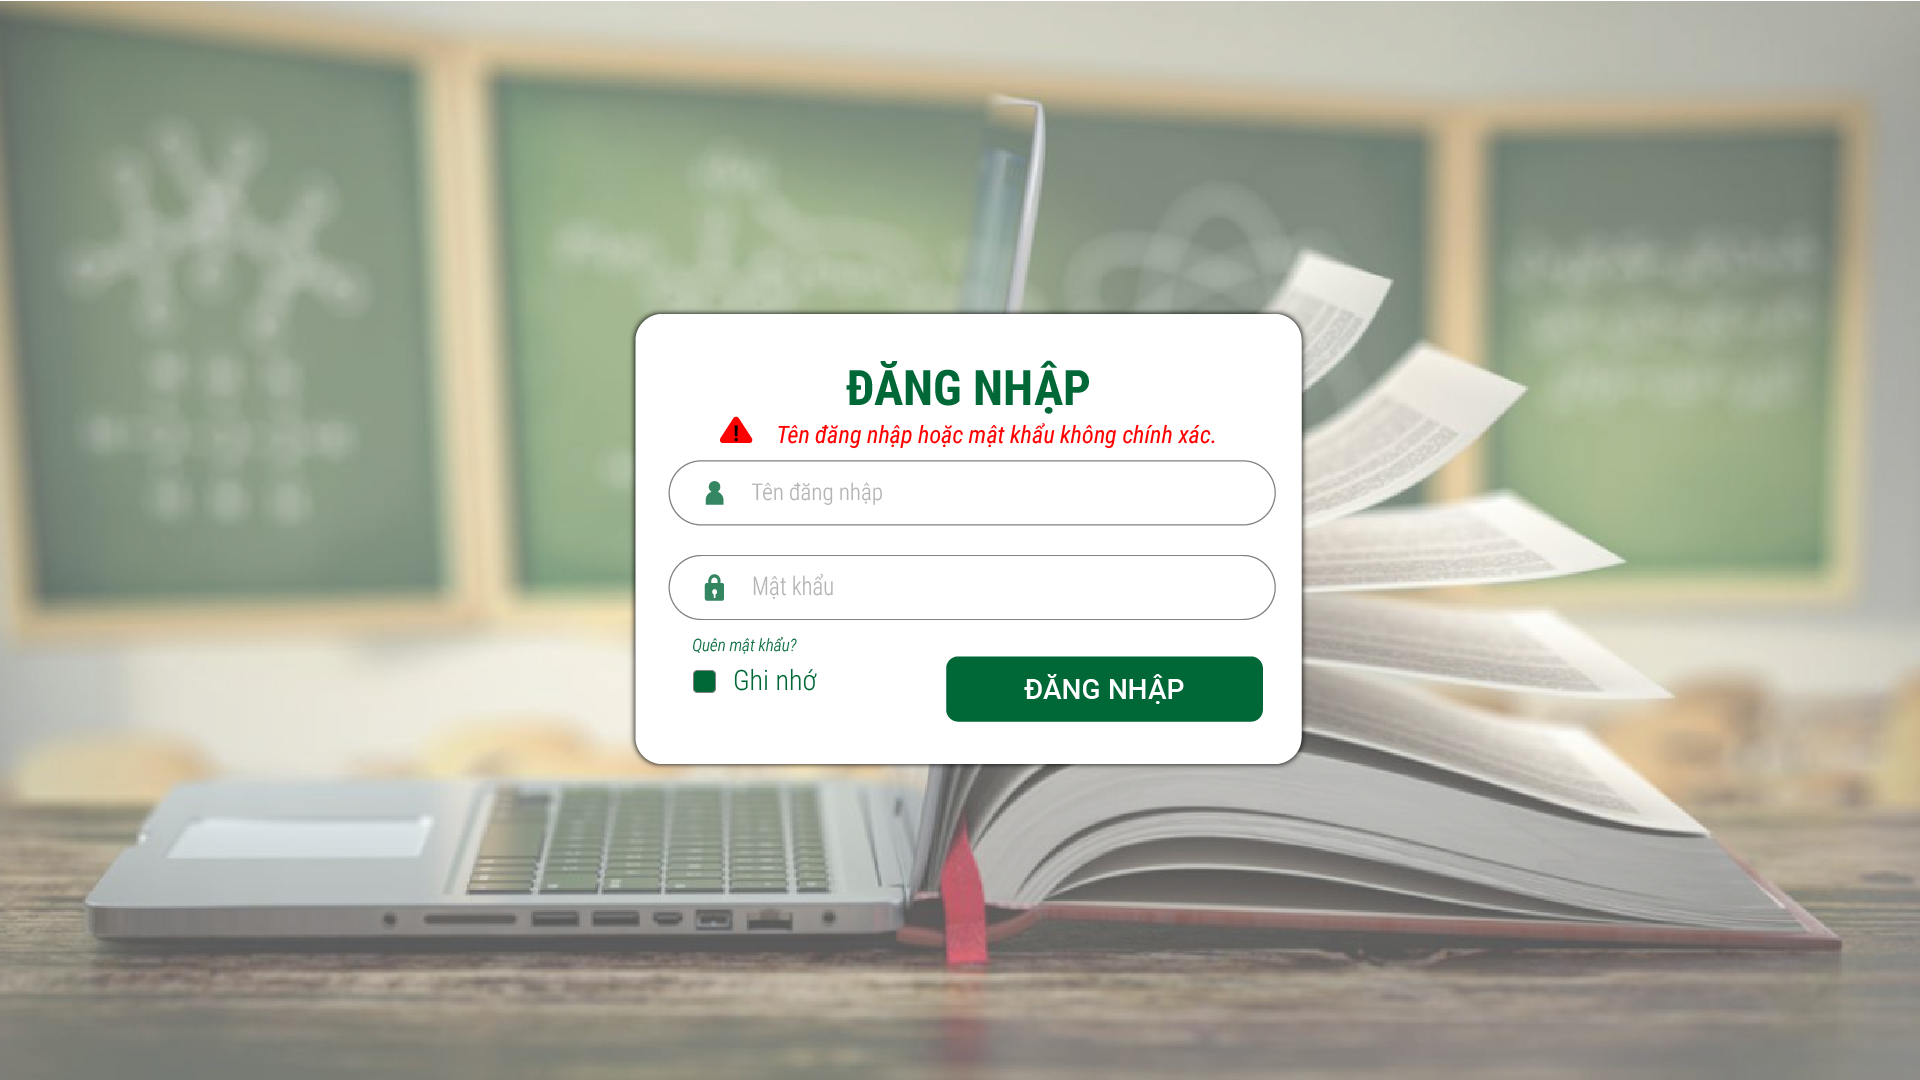 ĐĂNG NHẬP
Tên đăng nhập hoặc mật khẩu không chính xác.
Tên đăng nhập
Mật khẩu
Quên mật khẩu?
Ghi nhớ
ĐĂNG NHẬP